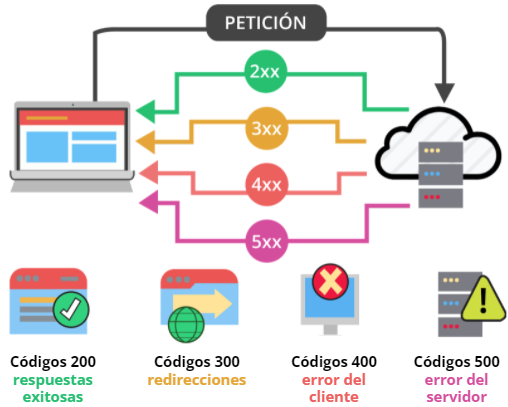 PETICIÓN
2xx
3xx
4xx
5xx
Códigos 200
respuestas
exitosas
Códigos 300
redirecciones
Códigos 400
error del
cliente
Códigos 500
error del
servidor